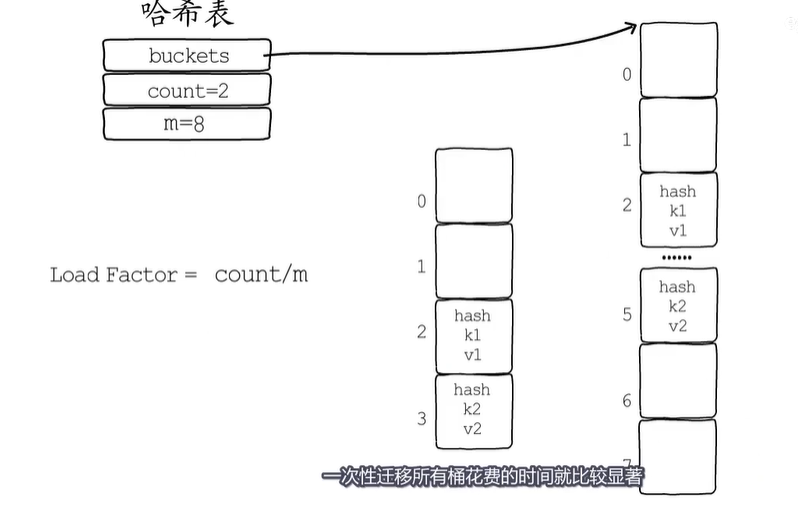 哈希表
buckets
count=2
m=8
Load Factor = count/m
0
1
2
hash
k1
v1
3
hash
k2
v2
0
1
2
hash
k1
v1
......
5
hash
k2
v2
6
7
一次性迁移所有桶花费的时间就比较显著